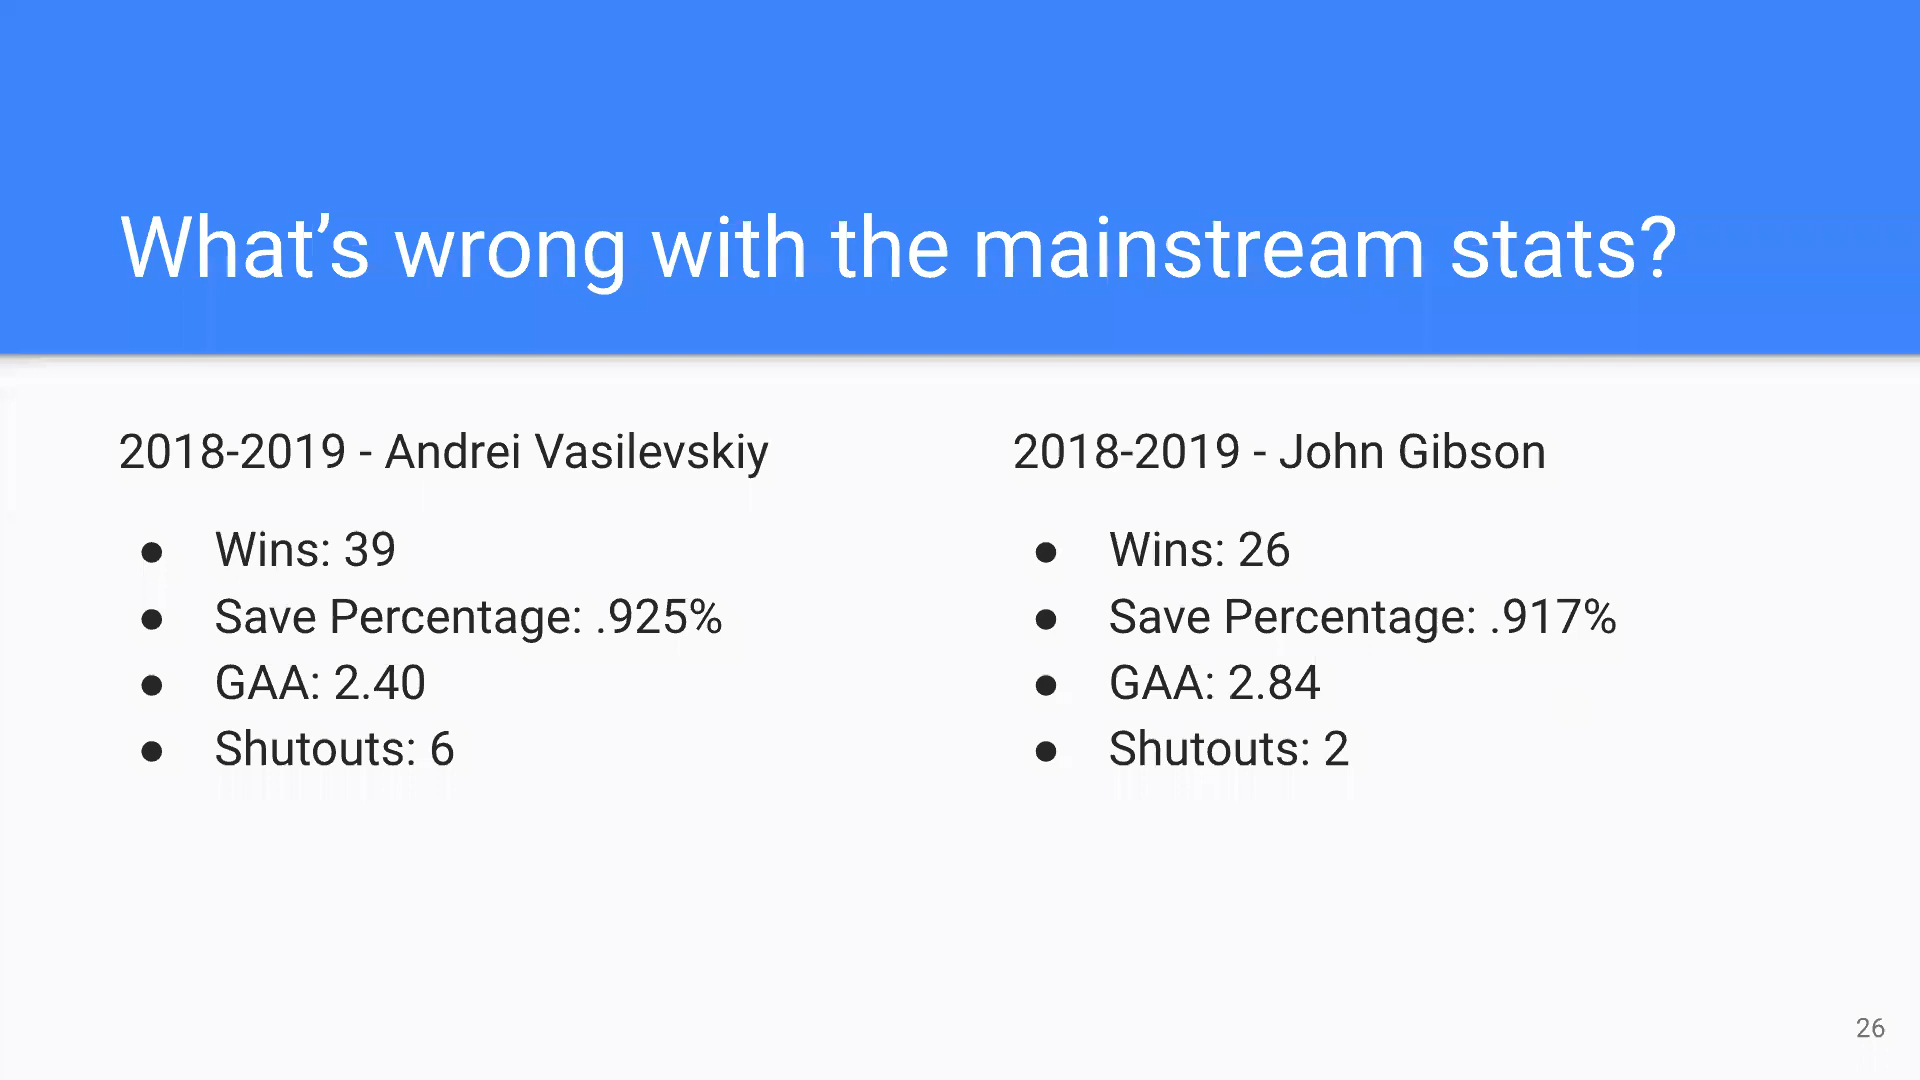 What’s wrong with the mainstream stats?
2018-2019 - Andrei Vasilevskiy
● Wins: 39
● Save Percentage: .925%
● GAA: 2.40
● Shutouts: 6
2018-2019 - John Gibson
● Wins: 26
● Save Percentage: .917%
● GAA: 2.84
● Shutouts: 2
26